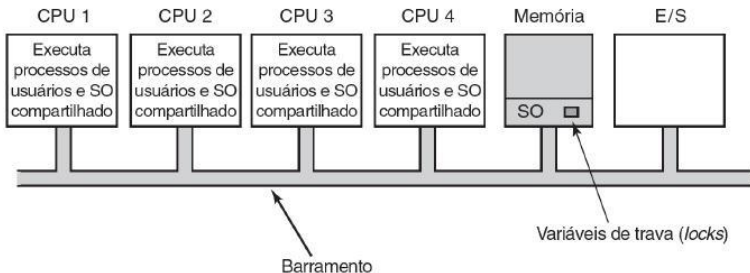 CPU 1
CPU 2
CPU 3
CPU 4
Memória
E/S
Executa
processos de
usuários e SO
compartilhado
Executa
processos de
usuários e SO
compartilhado
Executa
processos de
usuários e SO
compartilhado
Executa
processos de
usuários e SO
compartilhado
SO
Variáveis de trava (locks)
Barramento